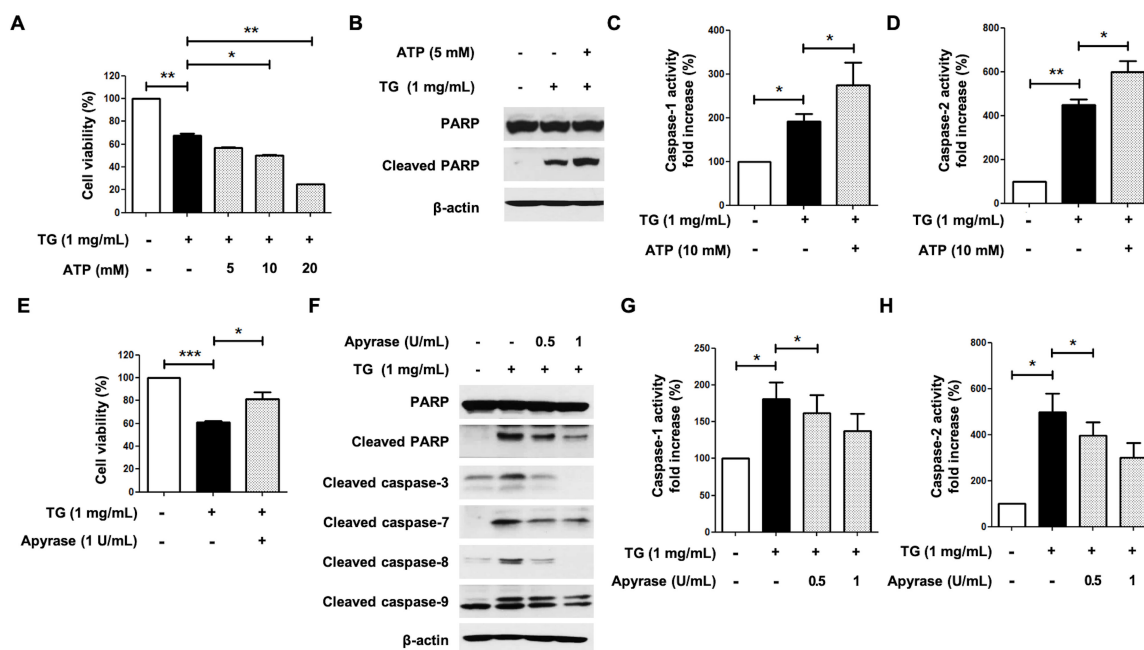 A
**
**
*
Cell viability (%)
120
100
80
60
40
20
0
TG (1 mg/mL) - + + + +
ATP (mM) - - 5 10 20
B
ATP (5 mM) - - +
TG (1 mg/mL) - + +
PARP
Cleaved PARP
β-actin
C
*
*
Caspase-1 activity
fold increase (%)
400
300
200
100
0
TG (1 mg/mL) - + +
ATP (10 mM) - - +
D
*
**
Caspase-2 activity
fold increase (%)
800
600
400
200
0
TG (1 mg/mL) - + +
ATP (10 mM) - - +
E
*
***
Cell viability (%)
120
100
80
60
40
20
0
TG (1 mg/mL) - + +
Apyrase (1 U/mL) - - +
F
Apyrase (U/mL) - - 0.5 1
TG (1 mg/mL) - + + +
PARP
Cleaved PARP
Cleaved caspase-3
Cleaved caspase-7
Cleaved caspase-8
Cleaved caspase-9
β-actin
G
*
*
Caspase-1 activity
fold increase (%)
250
200
150
100
50
0
TG (1 mg/mL) - + + +
Apyrase (U/mL) - - 0.5 1
H
*
*
Caspase-2 activity
fold increase (%)
800
600
400
200
0
TG (1 mg/mL) - + + +
Apyrase (U/mL) - - 0.5 1